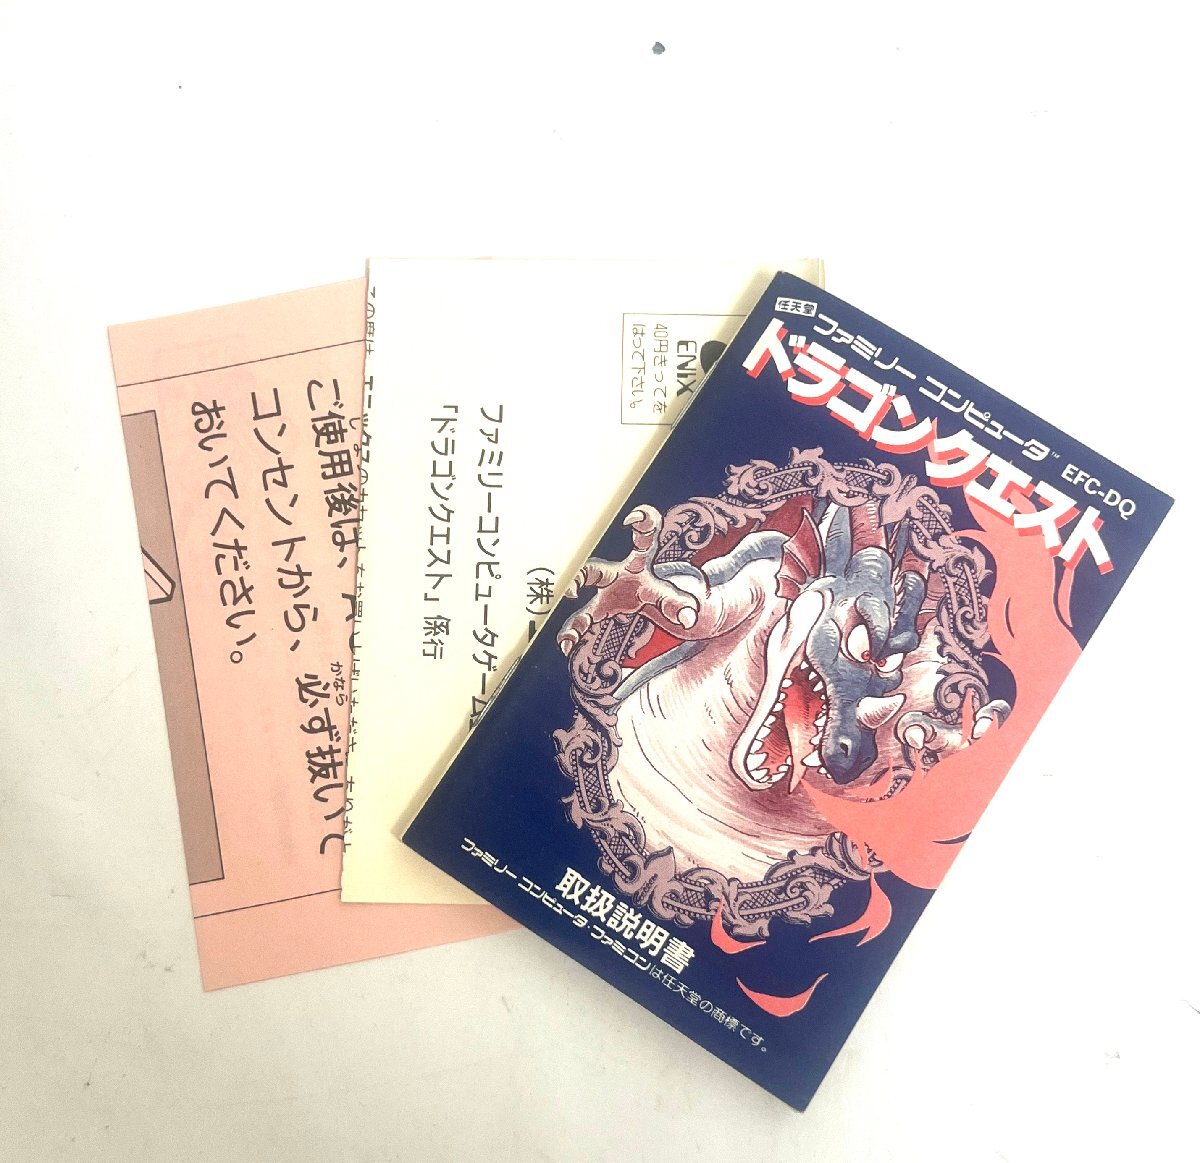 任天堂
ファミリー コンピュータ™ EFC-DQ
ドラゴンクエスト
取扱説明書
ファミリー コンピュータ・ファミコンは任天堂の商標です。
ENIX
40円きってを
はって下さい。
(株)
ファミリーコンピュータゲーム
「ドラゴンクエスト」係行
ご使用後は、
コンセントから、必ず抜いて
かなら
おいてください。